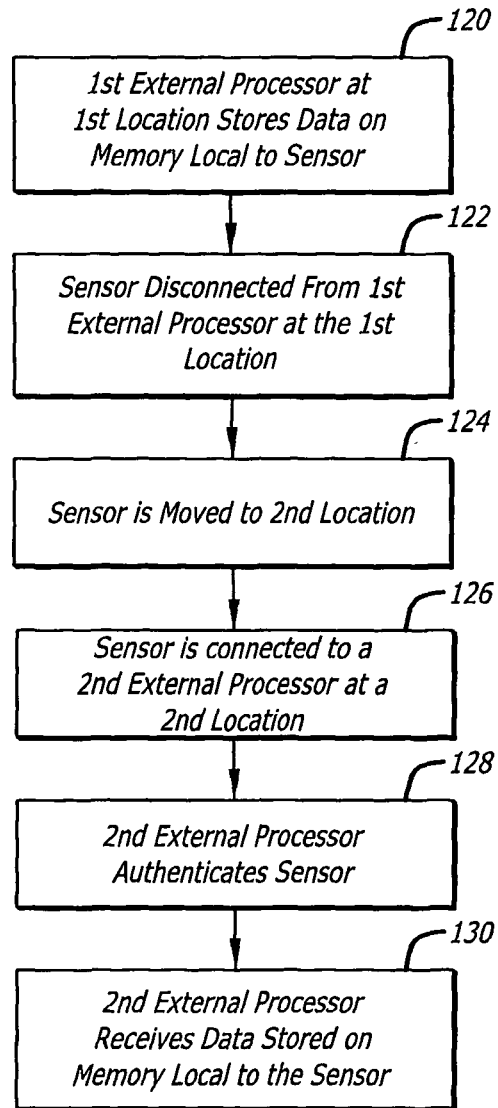 120
1st External Processor at
1st Location Stores Data on
Memory Local to Sensor
122
Sensor Disconnected From 1st
External Processor at the 1st
Location
124
Sensor is Moved to 2nd Location
126
Sensor is connected to a
2nd External Processor at a
2nd Location
128
2nd External Processor
Authenticates Sensor
130
2nd External Processor
Receives Data Stored on
Memory Local to the Sensor